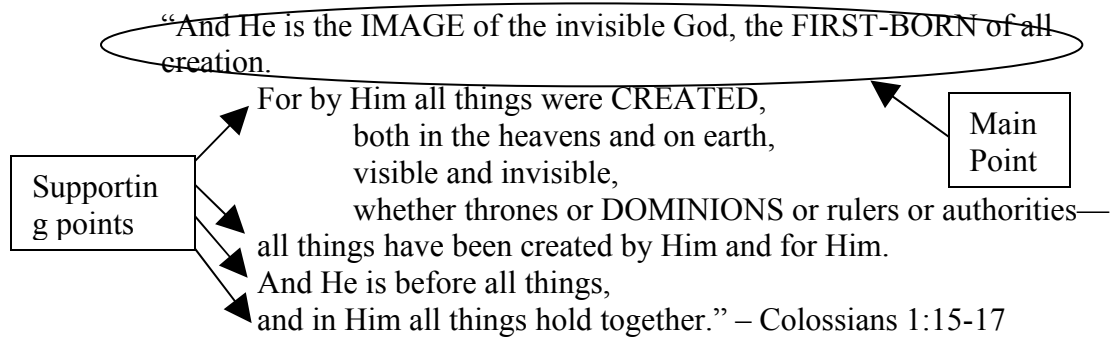 “And He is the IMAGE of the invisible God, the FIRST-BORN of all
creation.
For by Him all things were CREATED,
both in the heavens and on earth,
visible and invisible,
whether thrones or DOMINIONS or rulers or authorities—
all things have been created by Him and for Him.
And He is before all things,
and in Him all things hold together.” – Colossians 1:15-17
Main
Point
Supportin
g points